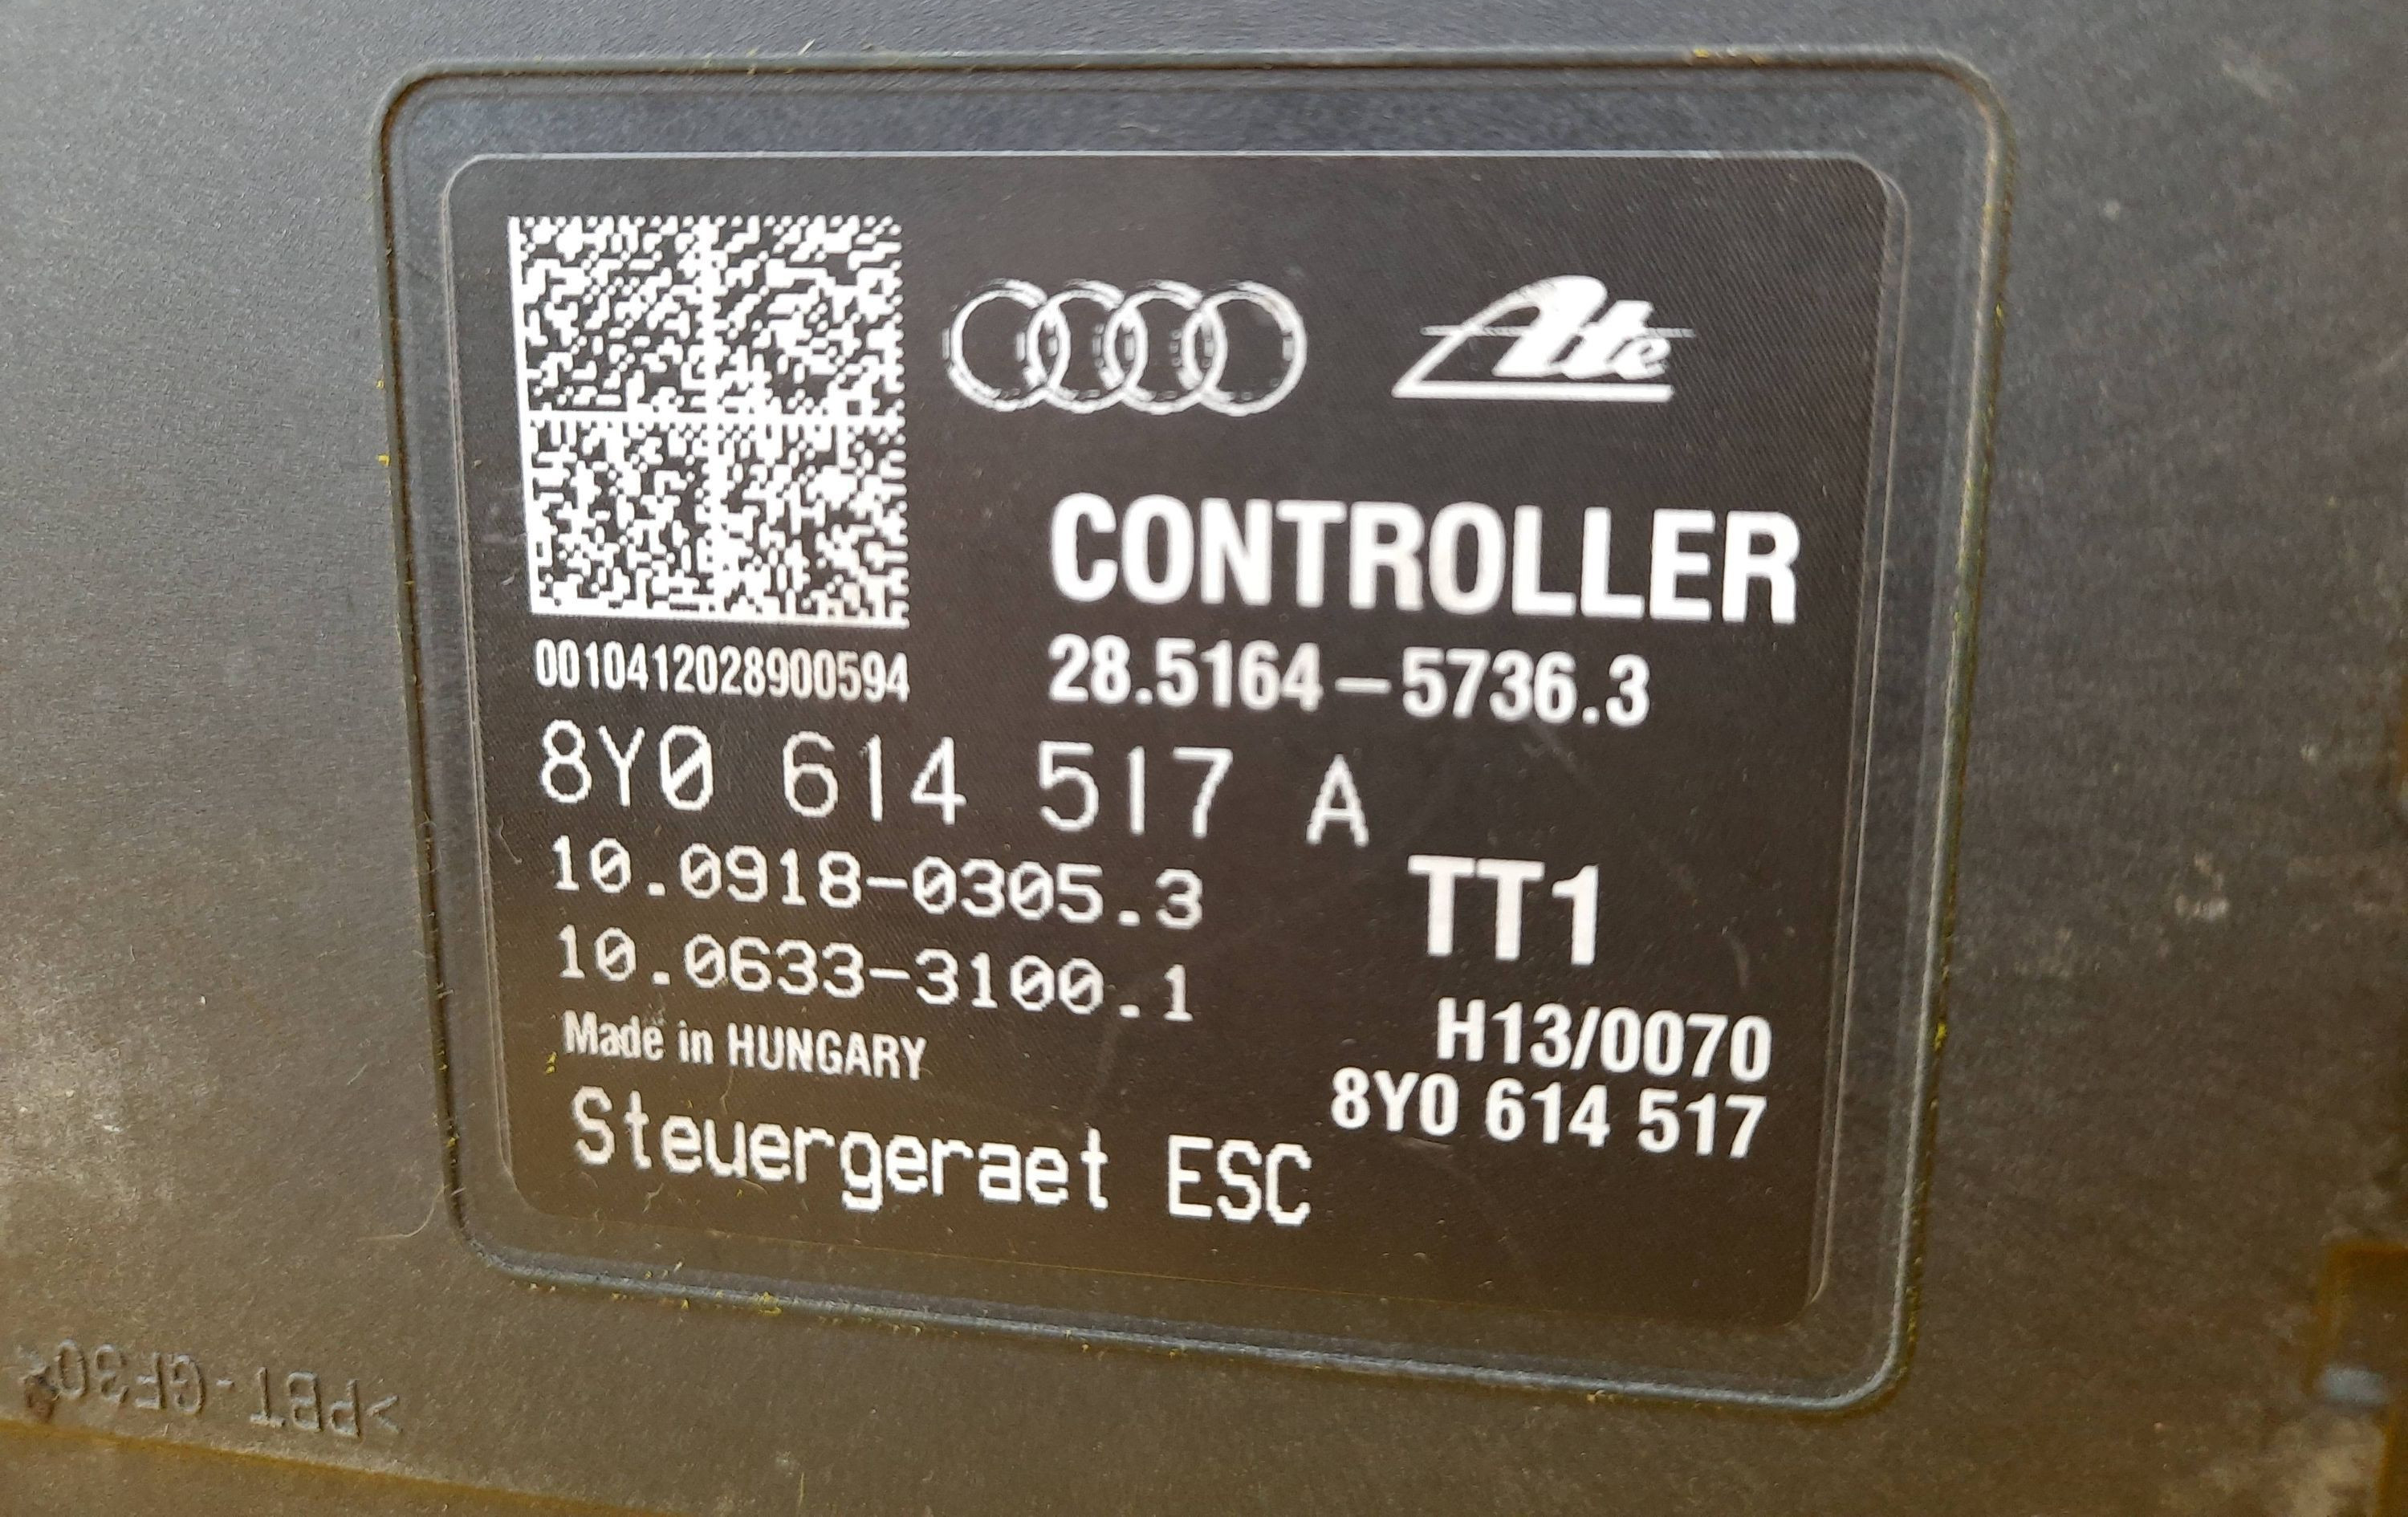 Ate
CONTROLLER
0010412028900594
28.5164-5736.3
8Y0 614 517 A
10.0918-0305.3
TT1
10.0633-3100.1
H13/0070
Made in HUNGARY
8Y0 614 517
Steuergeraet ESC
>PBT-GF30<